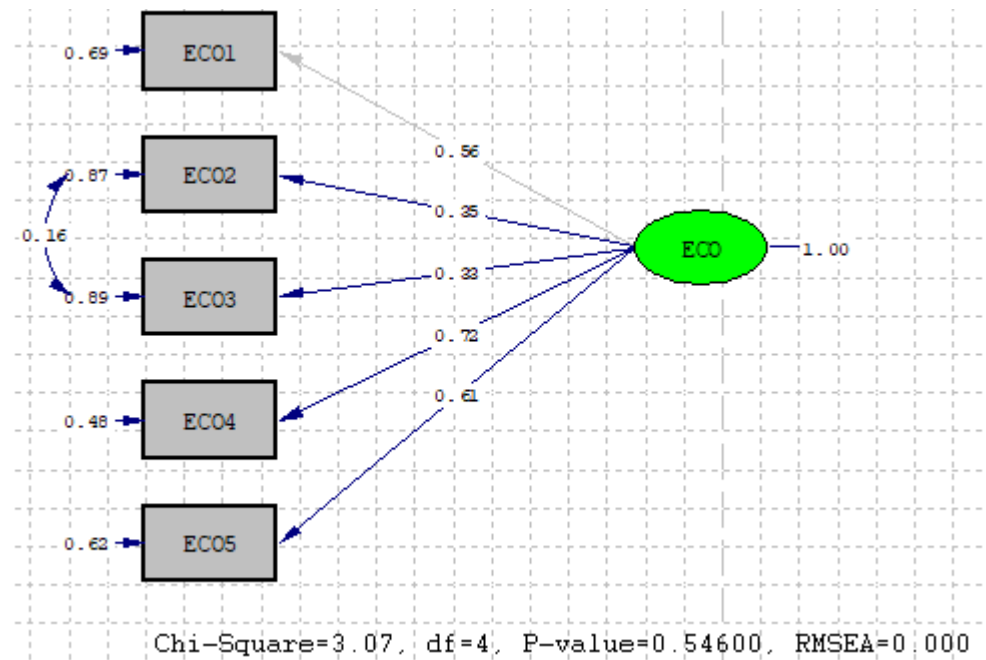 0.69
ECO1
0.56
0.87
ECO2
0.35
0.16
ECO
1.00
0.33
0.89
ECO3
0.72
0.61
0.48
ECO4
0.62
ECO5
Chi-Square=3.07, df=4, P-value=0.54600, RMSEA=0.000